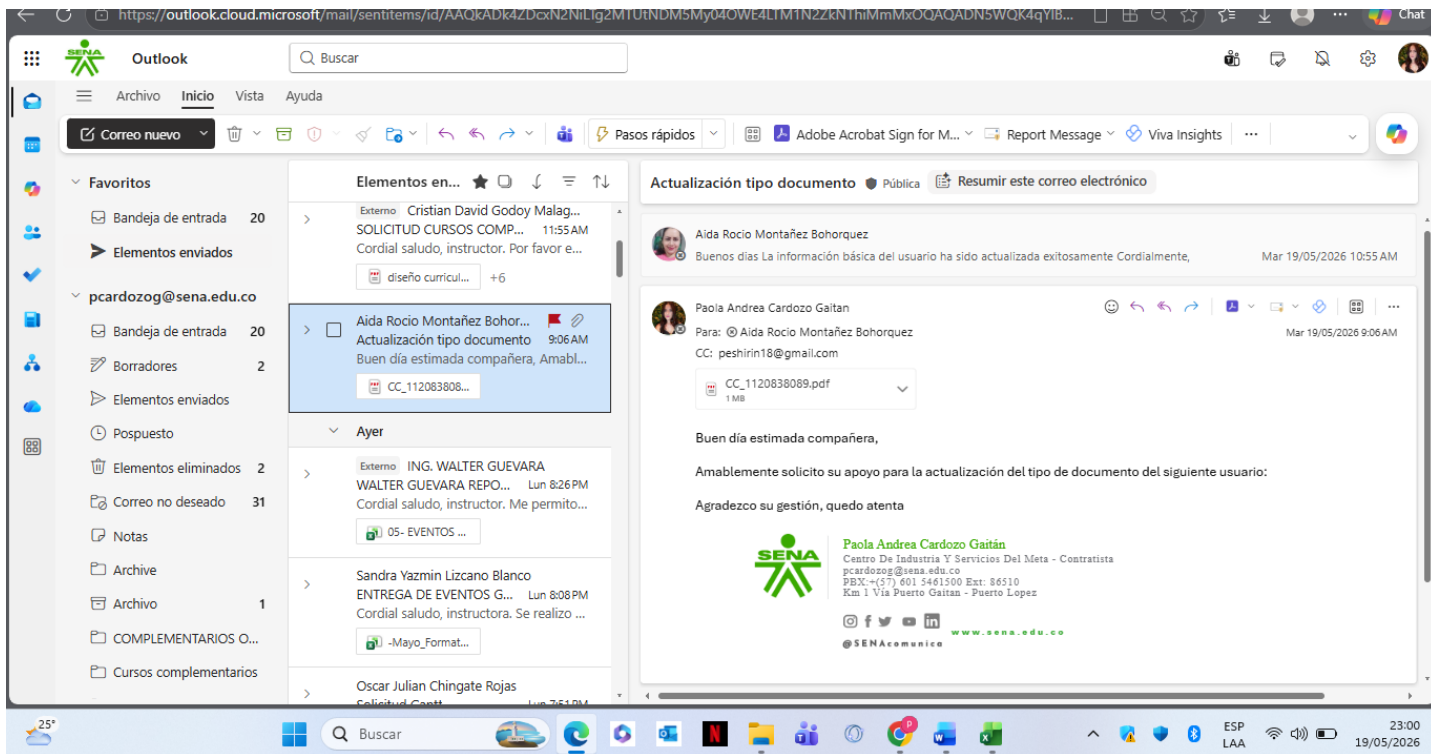 https://outlook.cloud.microsoft/mail/sentitems/id/
Chat
SENA
Outlook
Buscar
Archivo Inicio Vista Ayuda
Correo nuevo
Pasos rápidos
Adobe Acrobat Sign for M...
Report Message
Viva Insights
Favoritos
Bandeja de entrada 20
Elementos enviados
pcardozog@sena.edu.co
Bandeja de entrada 20
Borradores 2
Elementos enviados
Pospuesto
Elementos eliminados 2
Correo no deseado 31
Notas
Archive
Archivo 1
COMPLEMENTARIOS O...
Cursos complementarios
Elementos en...
Externo Cristian David Godoy Malag...
SOLICITUD CURSOS COMP... 11:55 AM
Cordial saludo, instructor. Por favor e...
diseño curricul... +6
Aida Rocio Montañez Bohor...
Actualización tipo documento 9:06 AM
Buen día estimada compañera, Amabl...
CC_112083808...
Ayer
Externo ING. WALTER GUEVARA
WALTER GUEVARA REPO... Lun 8:26 PM
Cordial saludo, instructor. Me permito...
05- EVENTOS ...
Sandra Yazmin Lizcano Blanco
ENTREGA DE EVENTOS G... Lun 8:08 PM
Cordial saludo, instructora. Se realizo ...
-Mayo_Format...
Oscar Julian Chingate Rojas
Solicitud Gantt Lun 7:51 PM
Actualización tipo documento Pública Resumir este correo electrónico
Aida Rocio Montañez Bohorquez
Buenos dias La información básica del usuario ha sido actualizada exitosamente Cordialmente, Mar 19/05/2026 10:55 AM
Paola Andrea Cardozo Gaitan
Para: Aida Rocio Montañez Bohorquez Mar 19/05/2026 9:06 AM
CC: peshirin18@gmail.com
CC_1120838089.pdf
1 MB
Buen día estimada compañera,
Amablemente solicito su apoyo para la actualización del tipo de documento del siguiente usuario:
Agradezco su gestión, quedo atenta
SENA
Paola Andrea Cardozo Gaitán
Centro De Industria Y Servicios Del Meta - Contratista
pcardozog@sena.edu.co
PBX:+(57) 601 5461500 Ext: 86510
Km 1 Vía Puerto Gaitan - Puerto Lopez
www.sena.edu.co
@SENAcomunica
25°
Buscar
ESP
LAA
23:00
19/05/2026